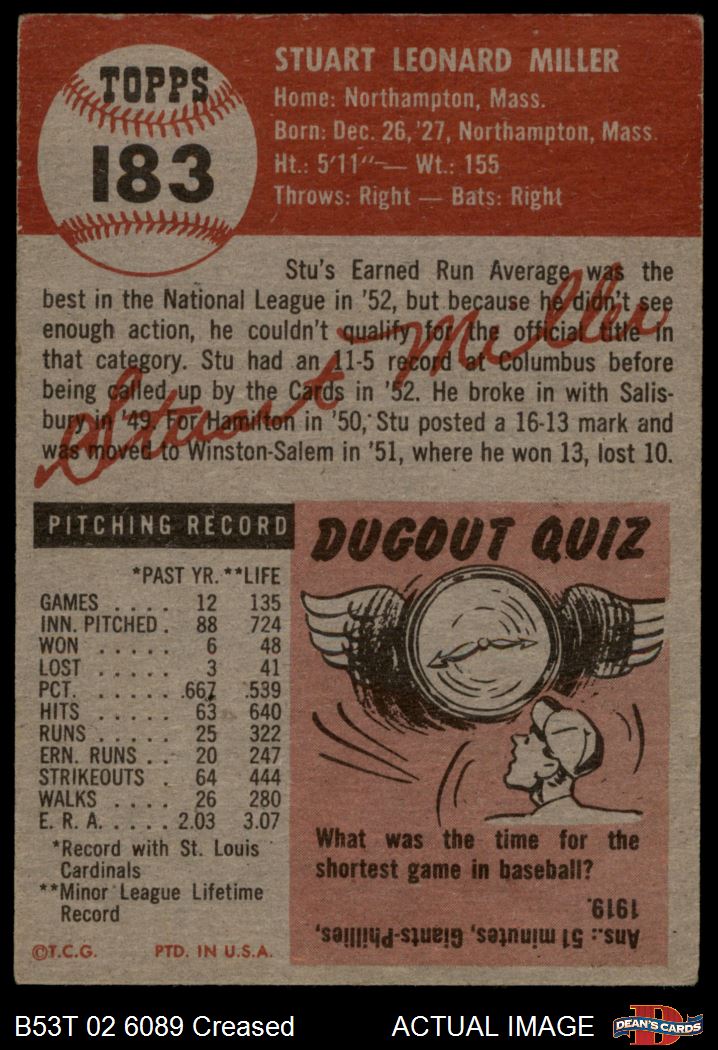 TOPPS
183
STUART LEONARD MILLER
Home: Northampton, Mass.
Born: Dec. 26, '27, Northampton, Mass.
Ht.: 5'11" — Wt.: 155
Throws: Right — Bats: Right
Stu's Earned Run Average was the
best in the National League in '52, but because he didn't see
enough action, he couldn't qualify for the official title in
that category. Stu had an 11-5 record at Columbus before
being called up by the Cards in '52. He broke in with Salis-
bury in '49. For Hamilton in '50, Stu posted a 16-13 mark and
was moved to Winston-Salem in '51, where he won 13, lost 10.
Stuart Miller
PITCHING RECORD
*PAST YR. **LIFE
GAMES . . . . 12 135
INN. PITCHED . 88 724
WON . . . . . 6 48
LOST . . . . . 3 41
PCT. . . . . . .667 .539
HITS . . . . . 63 640
RUNS . . . . . 25 322
ERN. RUNS . . 20 247
STRIKEOUTS . 64 444
WALKS . . . . 26 280
E. R. A. . . . . . 2.03 3.07
*Record with St. Louis
Cardinals
**Minor League Lifetime
Record
©T.C.G. PTD. IN U.S.A.
DUGOUT QUIZ
What was the time for the
shortest game in baseball?
Ans.: 51 minutes, Giants-Phillies,
1919.
B53T 02 6089 Creased
ACTUAL IMAGE
D
DEAN'S CARDS